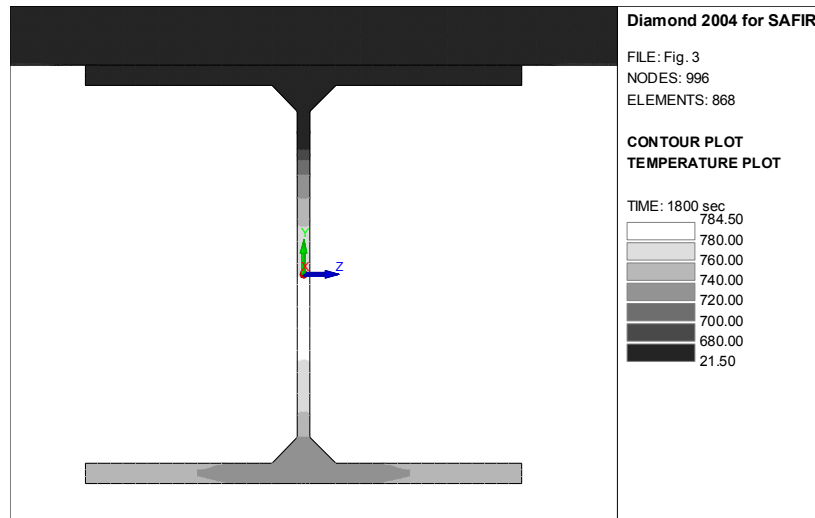 Diamond 2004 for SAFIR
FILE: Fig. 3
NODES: 996
ELEMENTS: 868
CONTOUR PLOT
TEMPERATURE PLOT
TIME: 1800 sec
784.50
780.00
760.00
740.00
720.00
700.00
680.00
21.50
Y
X
Z